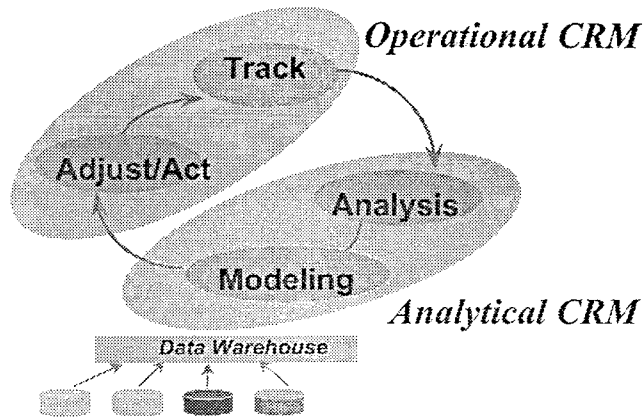 Operational CRM
Track
Adjust/Act
Analysis
Modeling
Analytical CRM
Data Warehouse